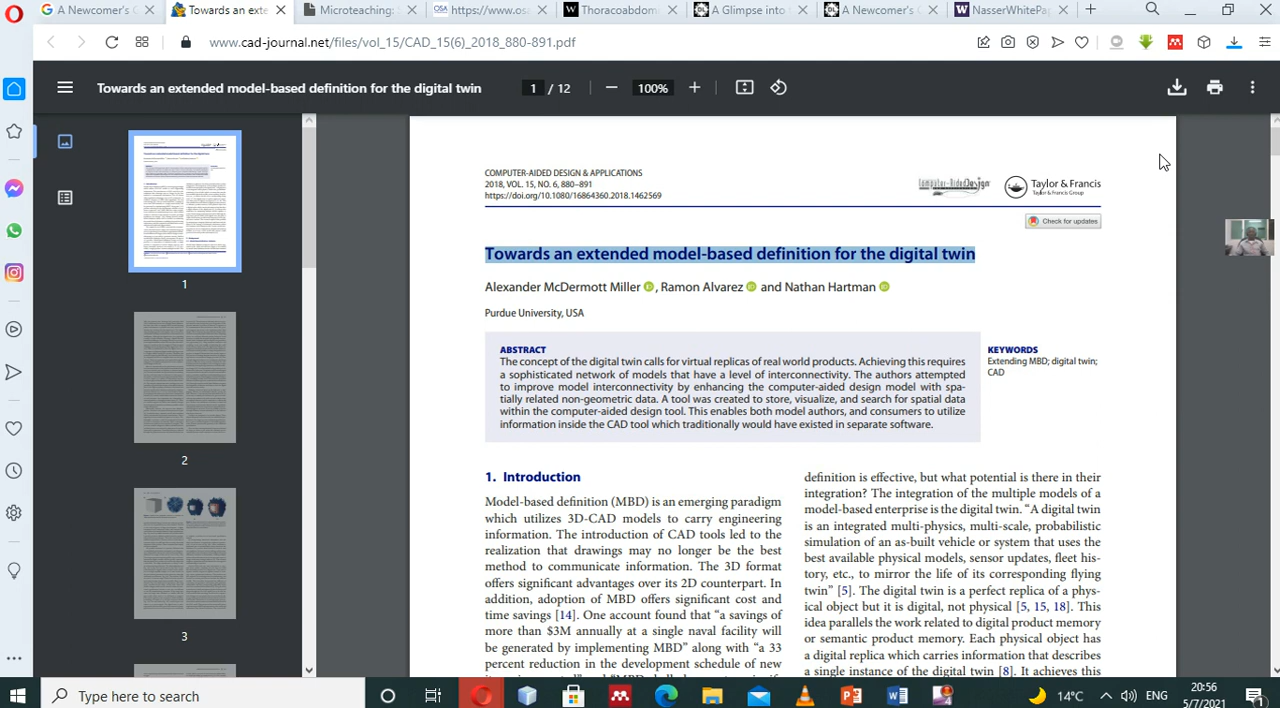 A Newcomer's G
Towards an exte
Microteaching:
OSA https://www.osa
W Thoracoabdom
DL A Glimpse into
DL A Newcomer's
W NasserWhitePa
www.cad-journal.net/files/vol_15/CAD_15(6)_2018_880-891.pdf
Towards an extended model-based definition for the digital twin
1 / 12
100%
1
2
3
COMPUTER-AIDED DESIGN & APPLICATIONS
2018, VOL. 15, NO. 6, 880–891
https://doi.org/10.1080/16864360.2018.1462569
Computer-AidedDesign
Taylor & Francis
Taylor & Francis Group
Check for updates
Towards an extended model-based definition for the digital twin
Alexander McDermott Miller iD, Ramon Alvarez iD and Nathan Hartman iD
Purdue University, USA
ABSTRACT
The concept of the digital twin calls for virtual replicas of real world products. Achieving this requires
a sophisticated network of models that have a level of interconnectivity. The authors attempted
to improve model interconnectivity by enhancing the computer-aided design model with spa-
tially related non-geometric data. A tool was created to store, visualize, and search for spatial data
within the computer-aided design tool. This enables both model authors, and consumers to utilize
information inside the CAD tool which traditionally would have existed in separate software.
KEYWORDS
Extending MBD; digital twin;
CAD
1. Introduction
Model-based definition (MBD) is an emerging paradigm
which utilizes 3D-CAD models to carry engineering
information. The introduction of CAD tools led to the
realization that drawings may no longer be the best
method to communicate information. The 3D format
offers significant advantages over its 2D counterpart. In
addition, adoption of MBD offers significant cost and
time savings [14]. One account found that "a savings of
more than $3M annually at a single naval facility will
be generated by implementing MBD" along with "a 33
percent reduction in the development schedule of new
definition is effective, but what potential is there in their
integration? The integration of the multiple models of a
model-based enterprise is the digital twin. "A digital twin
is an integrated multi-physics, multi-scale, probabilistic
simulation of an as-built vehicle or system that uses the
best available physical models, sensor updates, fleet his-
tory, etc., to mirror the life of its corresponding flying
twin" [5]. The digital twin is a perfect replica of a phys-
ical object but it is digital, not physical [5, 15, 18]. This
idea parallels the work related to digital product memory
or semantic product memory. Each physical object has
a digital replica which carries information that describes
a single instance of the digital twin [8]. It achieves this
Type here to search
14°C
ENG
20:56
5/7/2021